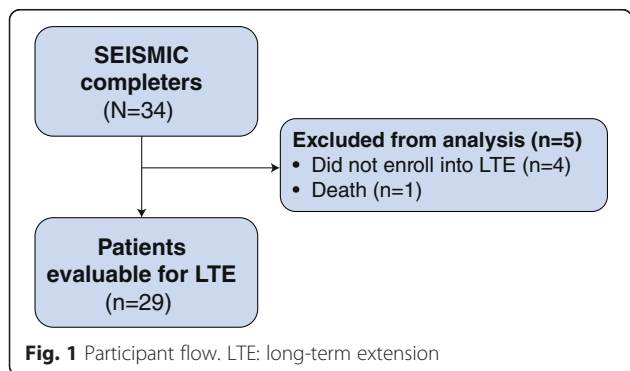 SEISMIC
completers
(N=34)
Excluded from analysis (n=5)
• Did not enroll into LTE (n=4)
• Death (n=1)
Patients
evaluable for LTE
(n=29)
Fig. 1 Participant flow. LTE: long-term extension